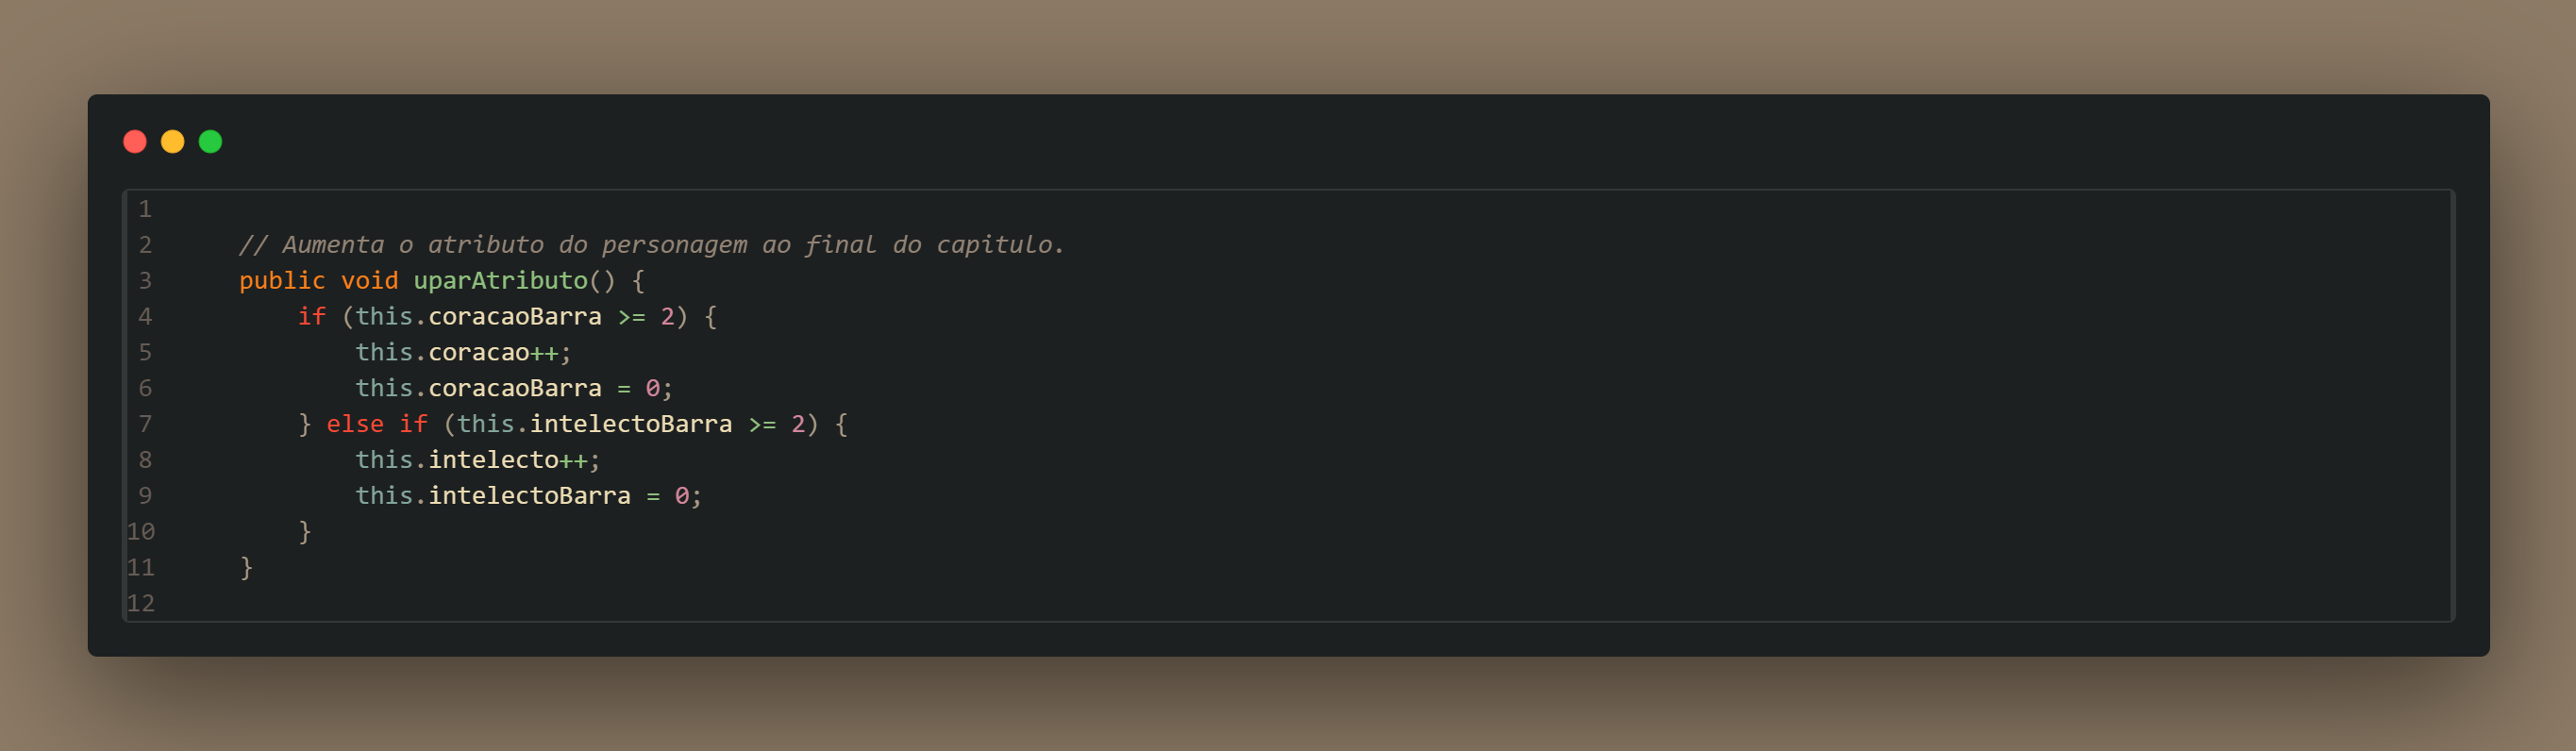 1
2 // Aumenta o atributo do personagem ao final do capitulo.
3 public void uparAtributo() {
4 if (this.coracaoBarra >= 2) {
5 this.coracao++;
6 this.coracaoBarra = 0;
7 } else if (this.intelectoBarra >= 2) {
8 this.intelecto++;
9 this.intelectoBarra = 0;
10 }
11 }
12